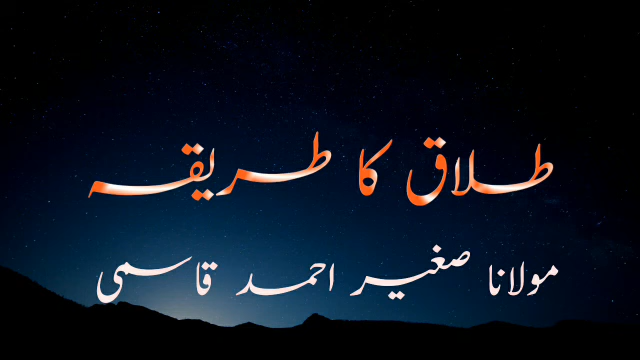 طلاق کا طریقہ
مولانا صغیر احمد قاسمی